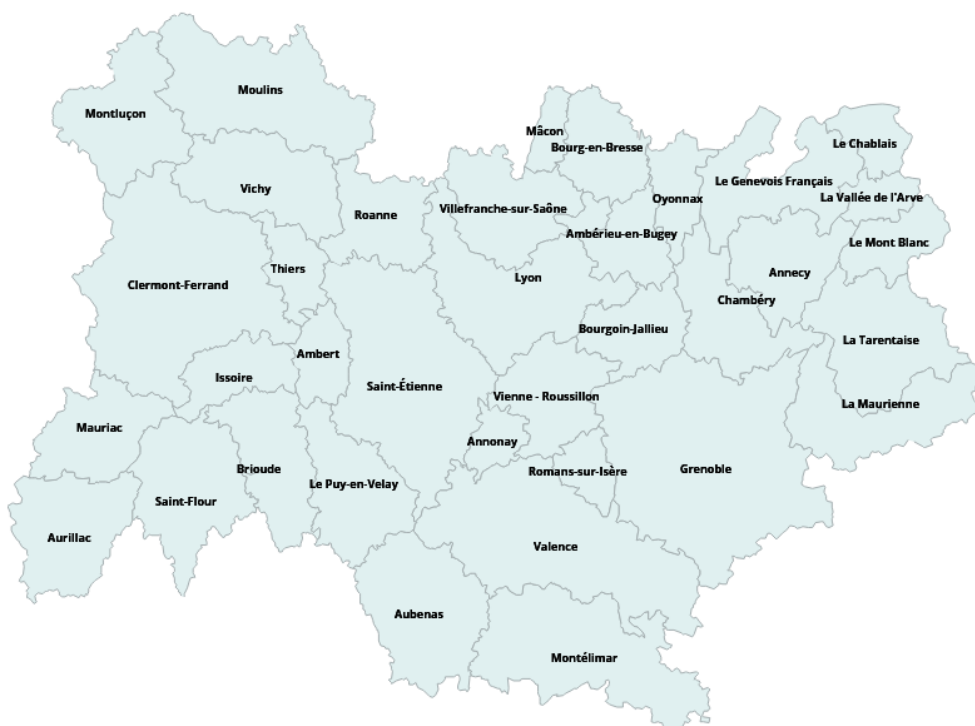 Moulins
Montluçon
Mâcon
Bourg-en-Bresse
Le Chablais
Vichy
Le Genevois Français
La Vallée de l'Arve
Oyonnax
Villefranche-sur-Saône
Roanne
Ambérieu-en-Bugey
Le Mont Blanc
Thiers
Annecy
Lyon
Clermont-Ferrand
Chambéry
Bourgoin-Jallieu
La Tarentaise
Ambert
Issoire
Saint-Étienne
Vienne - Roussillon
La Maurienne
Mauriac
Annonay
Brioude
Grenoble
Romans-sur-Isère
Le Puy-en-Velay
Saint-Flour
Aurillac
Valence
Aubenas
Montélimar